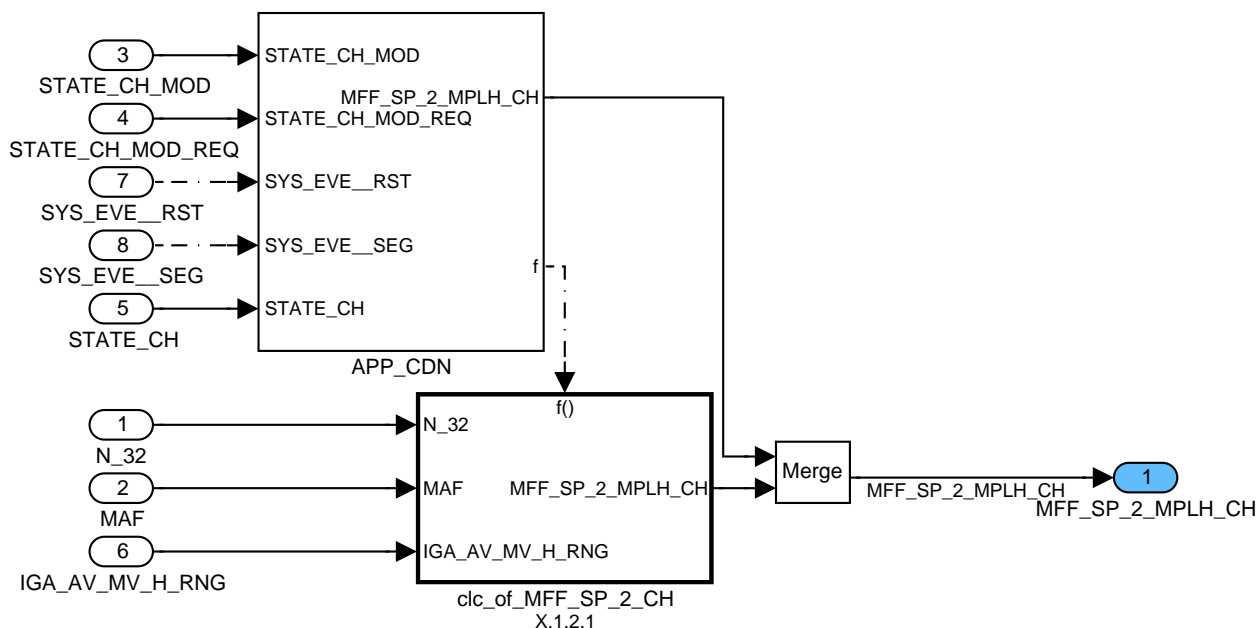 3
STATE_CH_MOD
STATE_CH_MOD
MFF_SP_2_MPLH_CH
4
STATE_CH_MOD_REQ
STATE_CH_MOD_REQ
7
SYS_EVE__RST
SYS_EVE__RST
8
SYS_EVE__SEG
SYS_EVE__SEG
f
5
STATE_CH
STATE_CH
APP_CDN
f()
1
N_32
N_32
2
MAF
MAF
MFF_SP_2_MPLH_CH
Merge
MFF_SP_2_MPLH_CH
1
MFF_SP_2_MPLH_CH
6
IGA_AV_MV_H_RNG
IGA_AV_MV_H_RNG
clc_of_MFF_SP_2_CH
X.1.2.1